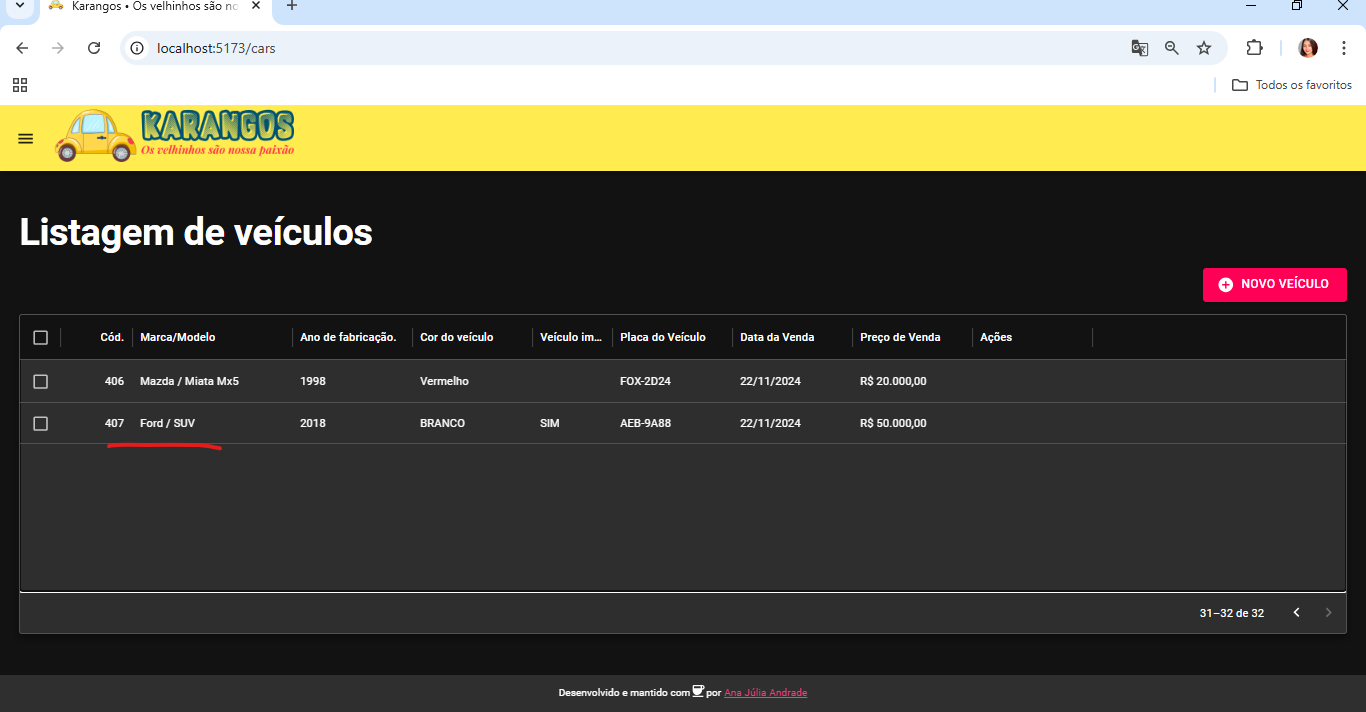 Karangos • Os velhinhos são no
localhost:5173/cars
Todos os favoritos
KARANGOS
Os velhinhos são nossa paixão
Listagem de veículos
NOVO VEÍCULO
Cód. Marca/Modelo Ano de fabricação. Cor do veículo Veículo im... Placa do Veículo Data da Venda Preço de Venda Ações
406 Mazda / Miata Mx5 1998 Vermelho FOX-2D24 22/11/2024 R$ 20.000,00
407 Ford / SUV 2018 BRANCO SIM AEB-9A88 22/11/2024 R$ 50.000,00
31–32 de 32
Desenvolvido e mantido com por Ana Júlia Andrade